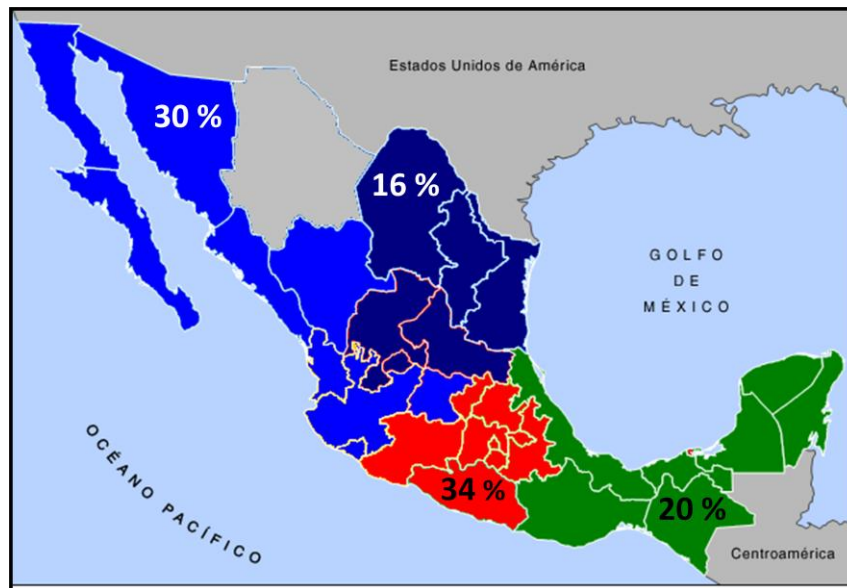 Estados Unidos de América
30 %
16 %
GOLFO
DE
MÉXICO
OCÉANO PACÍFICO
34 %
20 %
Centroamérica